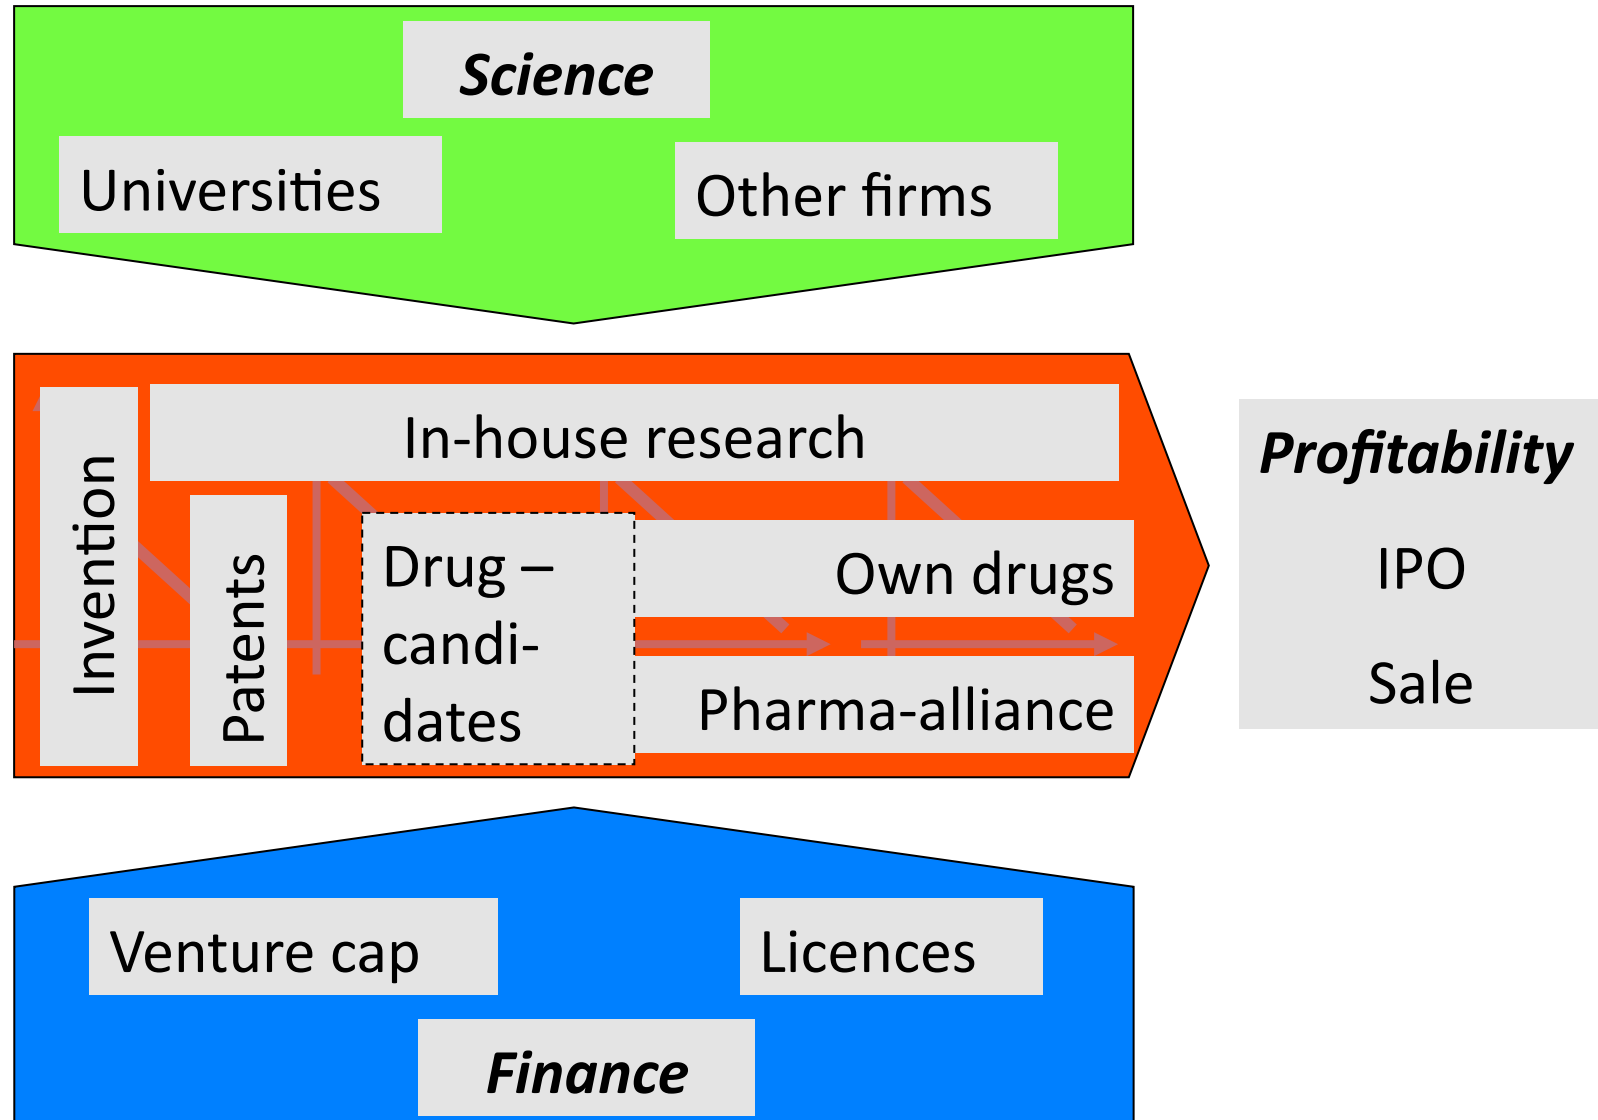 Science
Universities
Other firms
In-house research
Invention
Patents
Drug –
candi-
dates
Own drugs
Pharma-alliance
Profitability
IPO
Sale
Venture cap
Licences
Finance